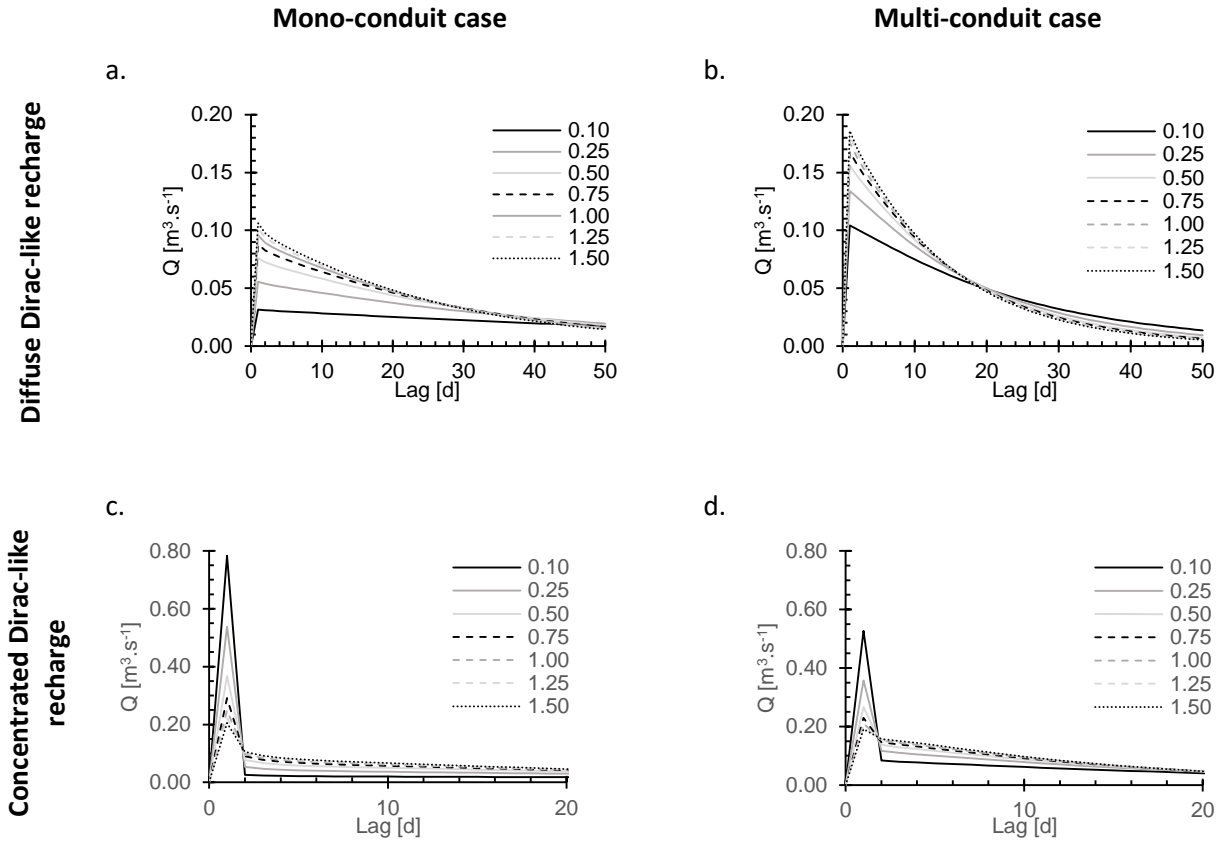 Mono-conduit case
Multi-conduit case
Diffuse Dirac-like recharge
a.
0.20
0.15
0.10
0.05
0.00
Q [m³.s⁻¹]
0 10 20 30 40 50
Lag [d]
0.10
0.25
0.50
0.75
1.00
1.25
1.50
b.
0.20
0.15
0.10
0.05
0.00
Q [m³.s⁻¹]
0 10 20 30 40 50
Lag [d]
0.10
0.25
0.50
0.75
1.00
1.25
1.50
Concentrated Dirac-like
recharge
c.
0.80
0.60
0.40
0.20
0.00
Q [m³.s⁻¹]
0 10 20
Lag [d]
0.10
0.25
0.50
0.75
1.00
1.25
1.50
d.
0.80
0.60
0.40
0.20
0.00
Q [m³.s⁻¹]
0 10 20
Lag [d]
0.10
0.25
0.50
0.75
1.00
1.25
1.50